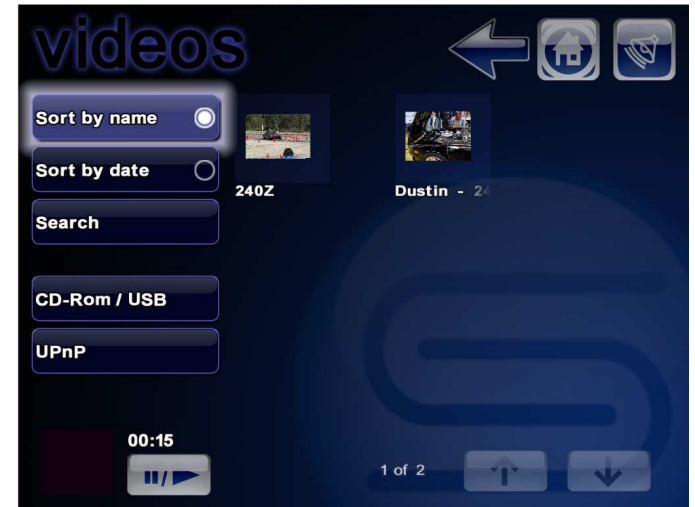 videos
Sort by name
Sort by date
240Z
Dustin - 24
Search
CD-Rom / USB
UPnP
00:15
1 of 2